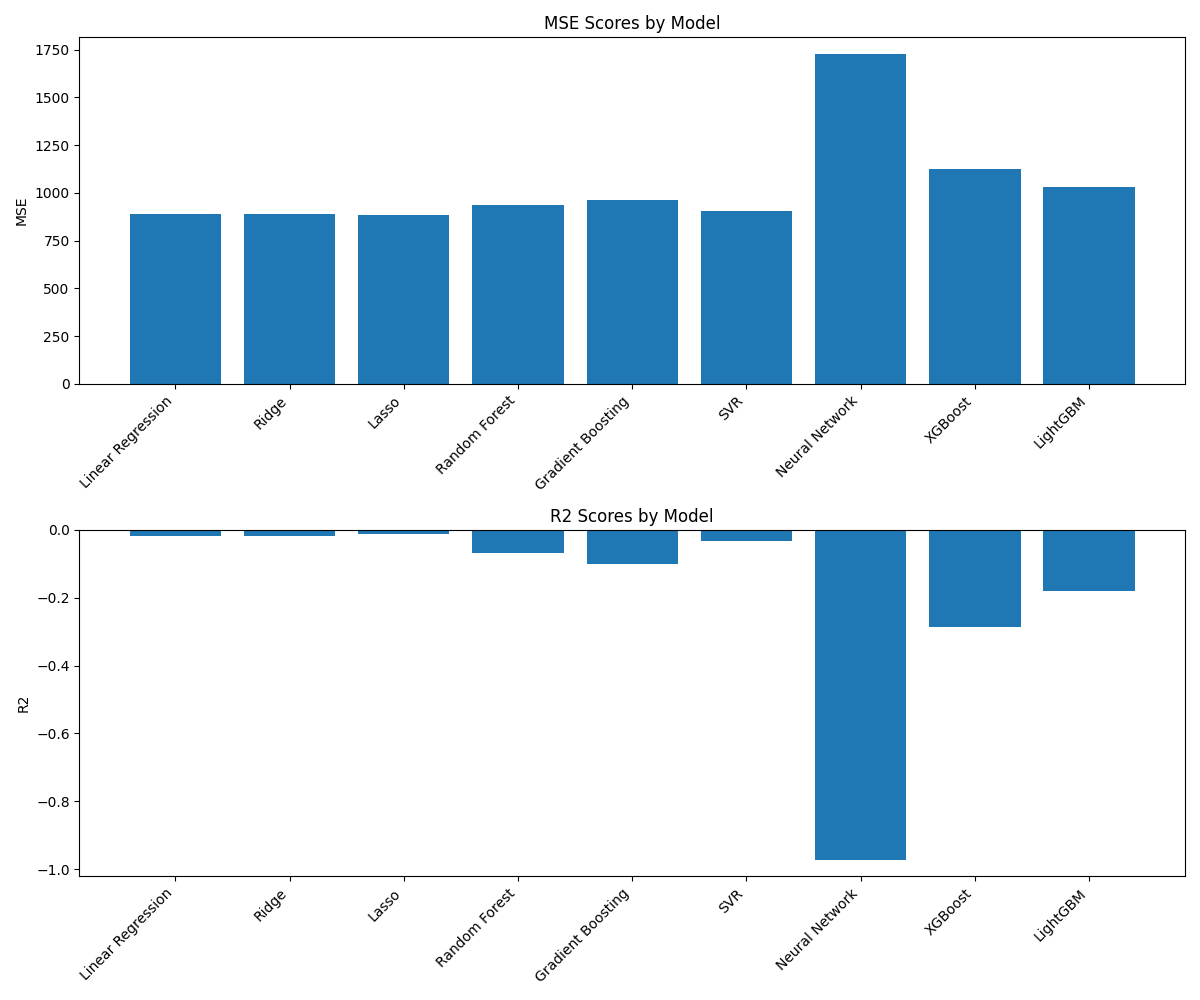 MSE Scores by Model
MSE
1750
1500
1250
1000
750
500
250
0
Linear Regression
Ridge
Lasso
Random Forest
Gradient Boosting
SVR
Neural Network
XGBoost
LightGBM
R2 Scores by Model
R2
0.0
−0.2
−0.4
−0.6
−0.8
−1.0
Linear Regression
Ridge
Lasso
Random Forest
Gradient Boosting
SVR
Neural Network
XGBoost
LightGBM